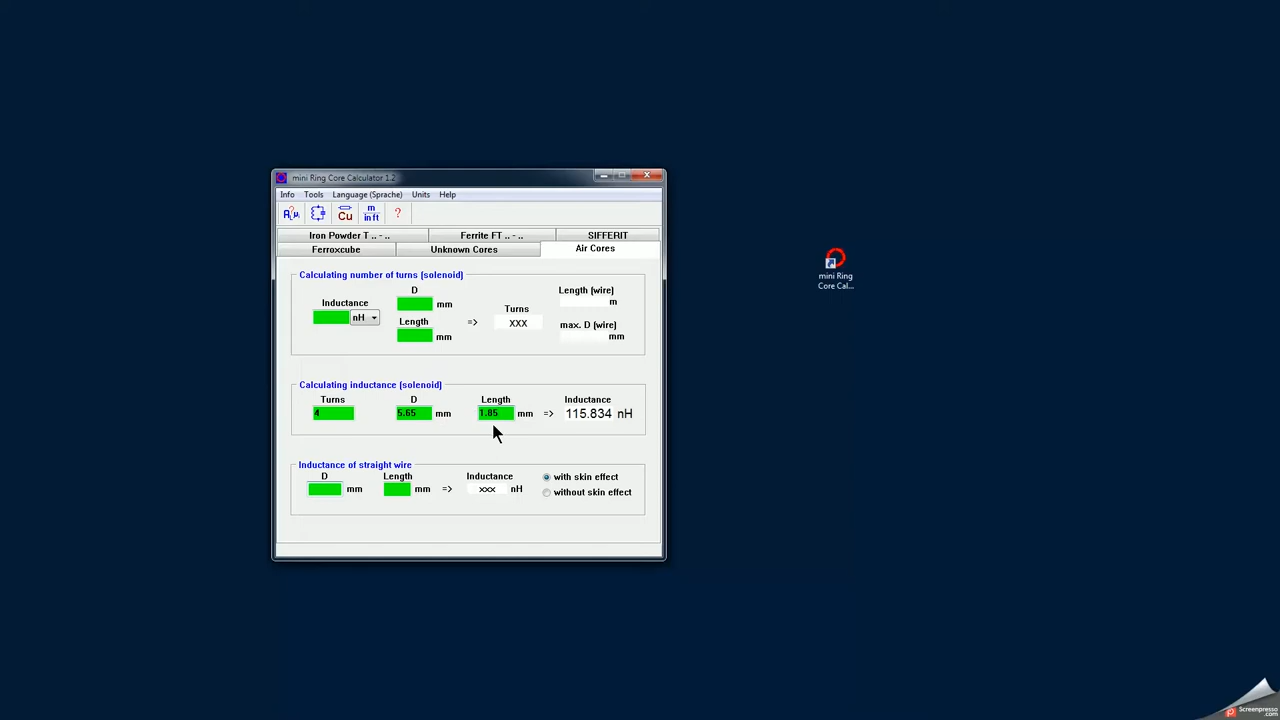 mini Ring Core Calculator 1.2
Info Tools Language (Sprache) Units Help
Cu
m
in ft
?
Iron Powder T .. - .. Ferrite FT .. - .. SIFFERIT
Ferroxcube Unknown Cores Air Cores
Calculating number of turns (solenoid)
Inductance
nH
D
mm
Length
mm
=>
Turns
xxx
Length (wire)
m
max. D (wire)
mm
Calculating inductance (solenoid)
Turns D Length Inductance
4 5.65 mm 1.85 mm => 115.834 nH
Inductance of straight wire
D Length Inductance
mm mm => xxx nH
with skin effect
without skin effect
mini Ring
Core Cal...
Screenpresso
.com